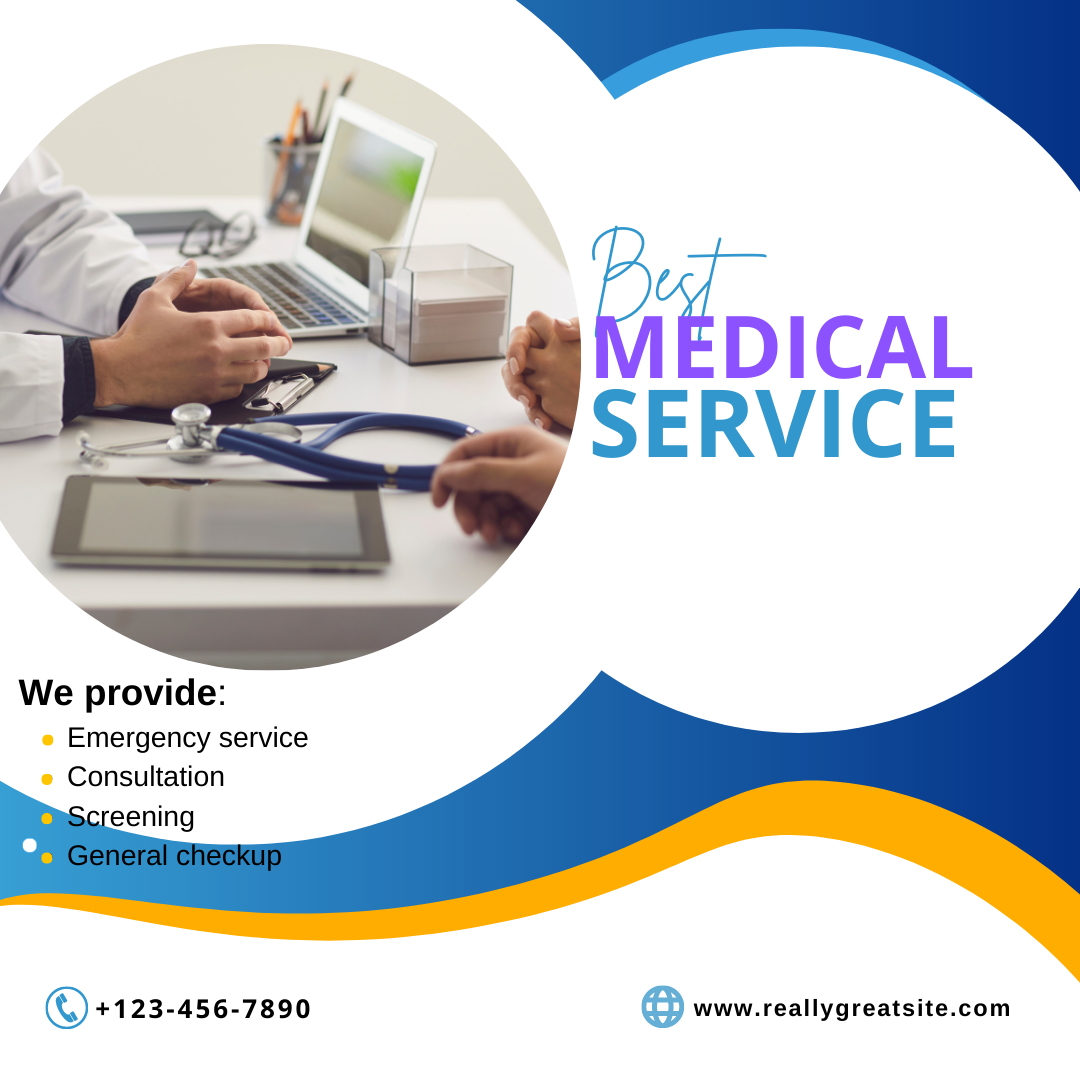 Best
MEDICAL
SERVICE
We provide:
Emergency service
Consultation
Screening
General checkup
+123-456-7890
www.reallygreatsite.com